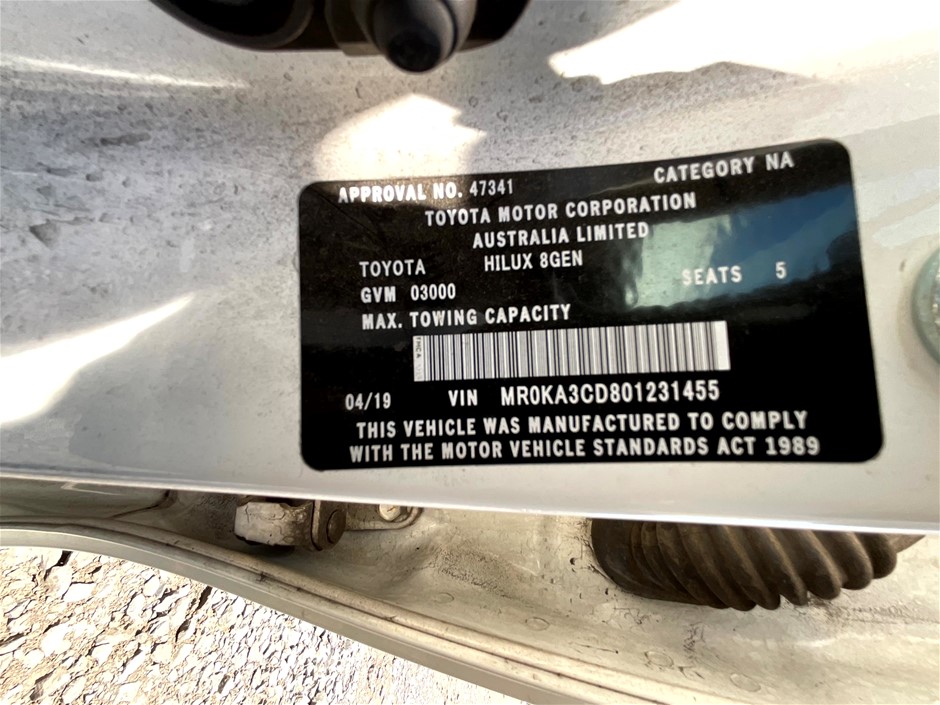 APPROVAL NO. 47341 CATEGORY NA
TOYOTA MOTOR CORPORATION
AUSTRALIA LIMITED
TOYOTA HILUX 8GEN
SEATS 5
GVM 03000
MAX. TOWING CAPACITY
04/19 VIN MR0KA3CD801231455
THIS VEHICLE WAS MANUFACTURED TO COMPLY
WITH THE MOTOR VEHICLE STANDARDS ACT 1989